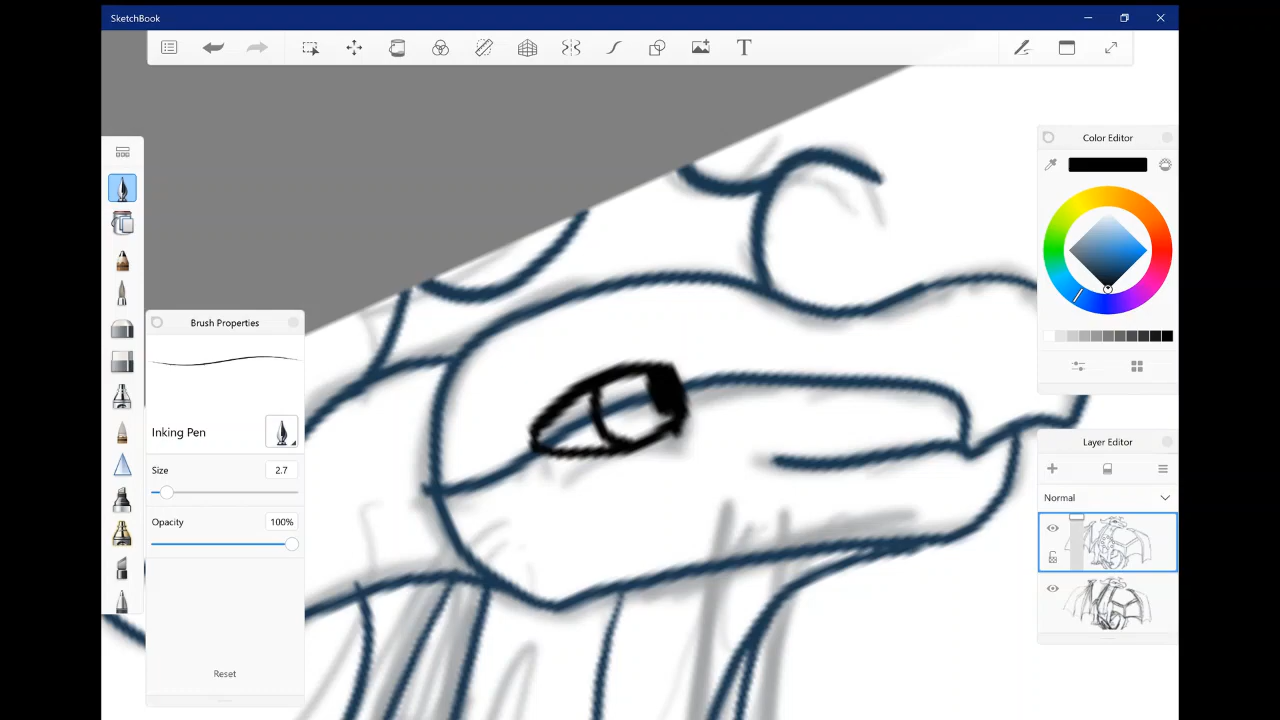 SketchBook
T
Color Editor
Brush Properties
Inking Pen
Size 2.7
Opacity 100%
Reset
Layer Editor
Normal